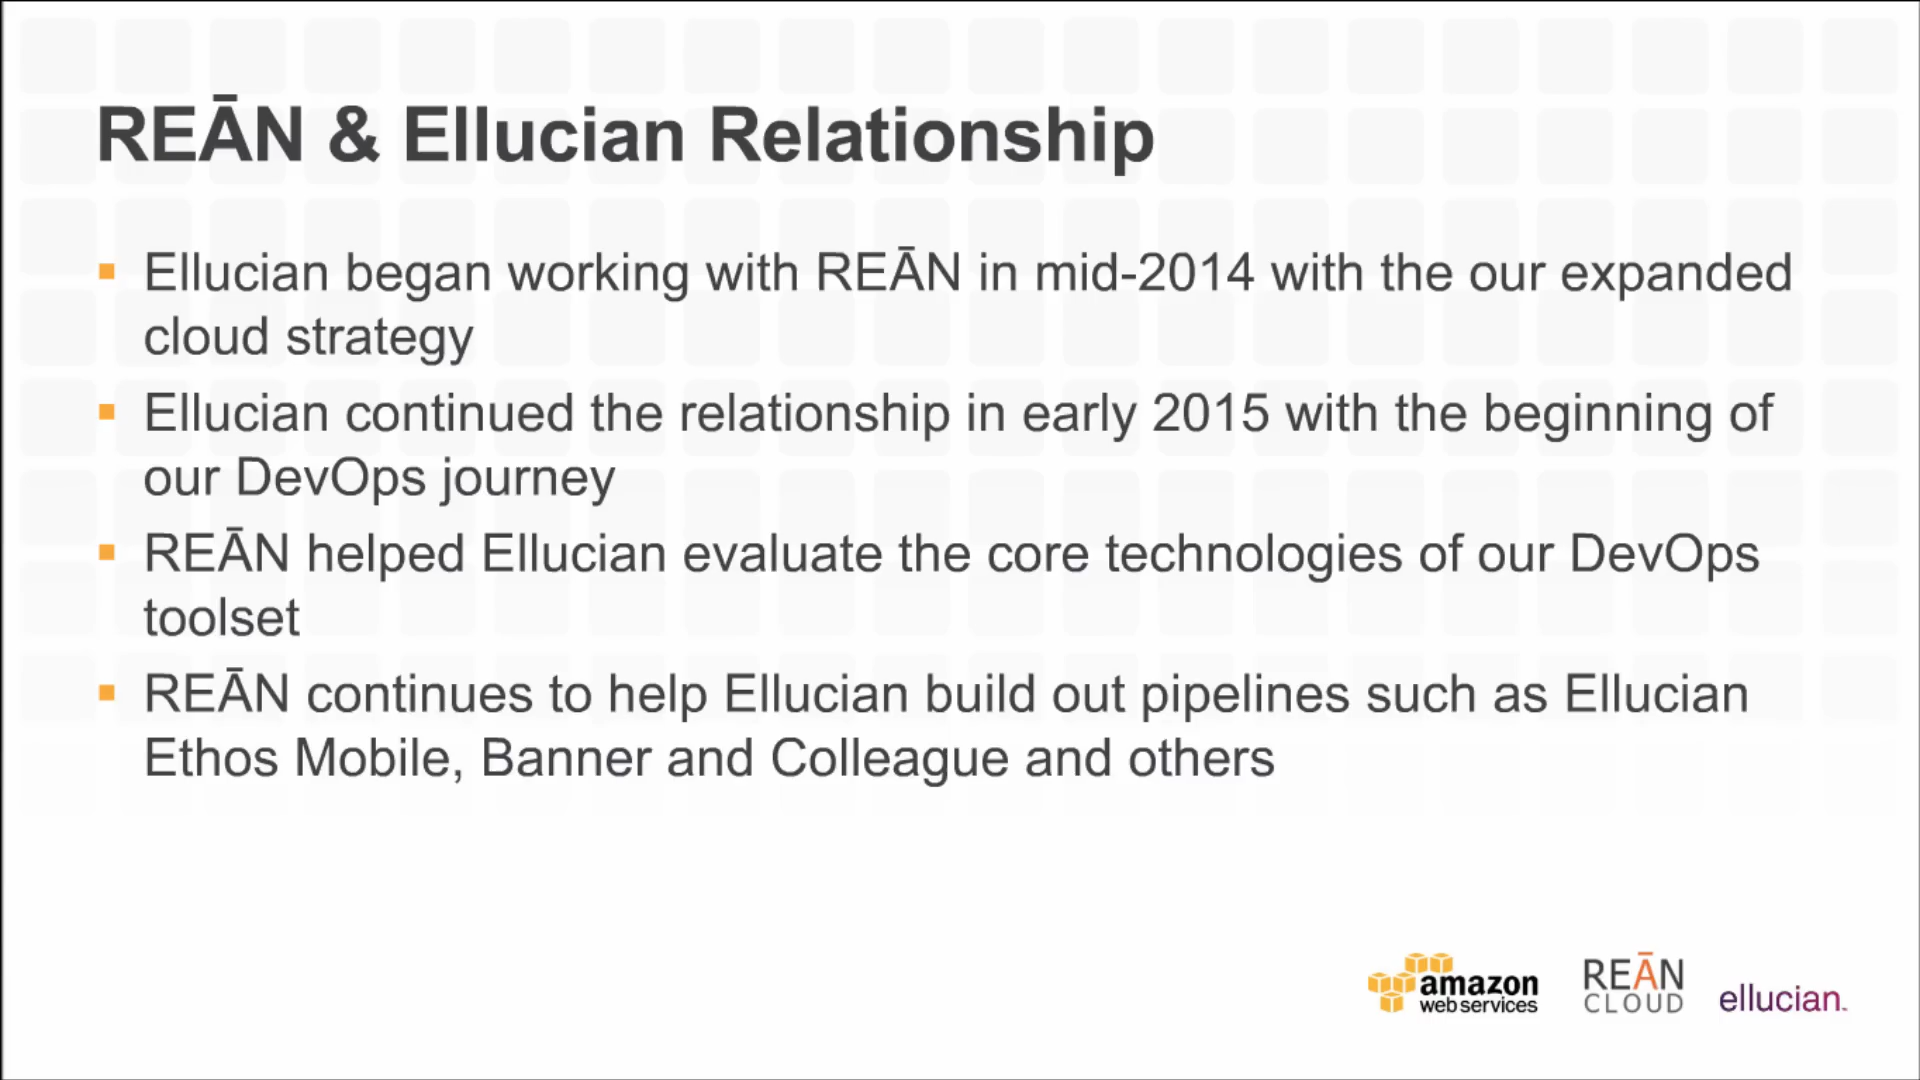 REĀN & Ellucian Relationship
Ellucian began working with REĀN in mid-2014 with the our expanded
cloud strategy
Ellucian continued the relationship in early 2015 with the beginning of
our DevOps journey
REĀN helped Ellucian evaluate the core technologies of our DevOps
toolset
REĀN continues to help Ellucian build out pipelines such as Ellucian
Ethos Mobile, Banner and Colleague and others
amazon
web services
REĀN
CLOUD
ellucian.